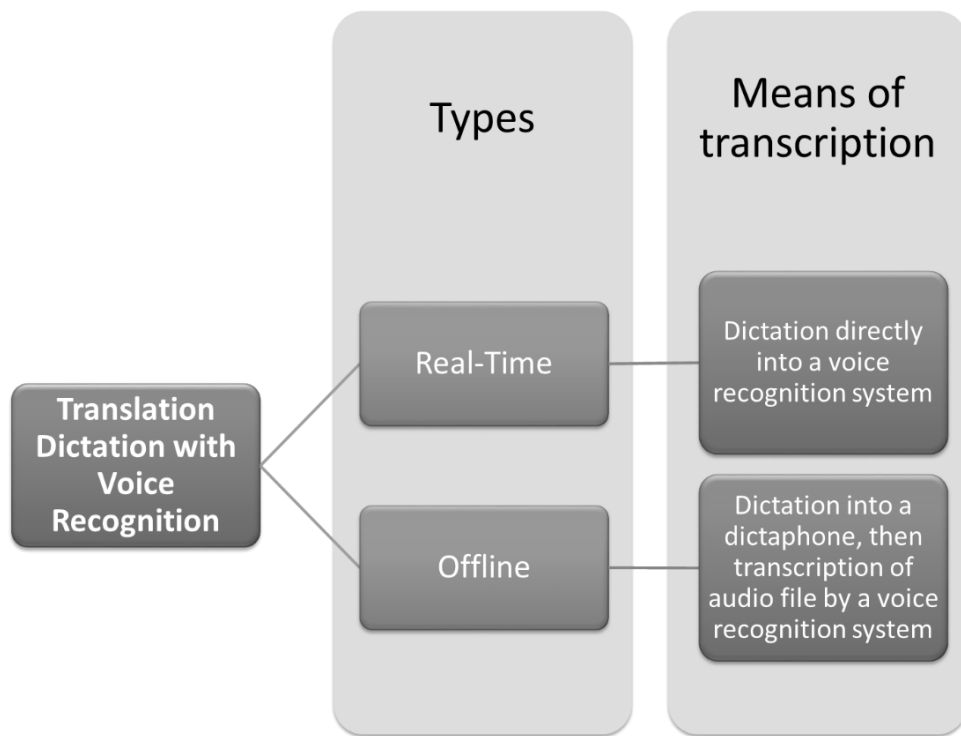 Types
Means of
transcription
Translation
Dictation with
Voice
Recognition
Real-Time
Dictation directly
into a voice
recognition system
Offline
Dictation into a
dictaphone, then
transcription of
audio file by a voice
recognition system